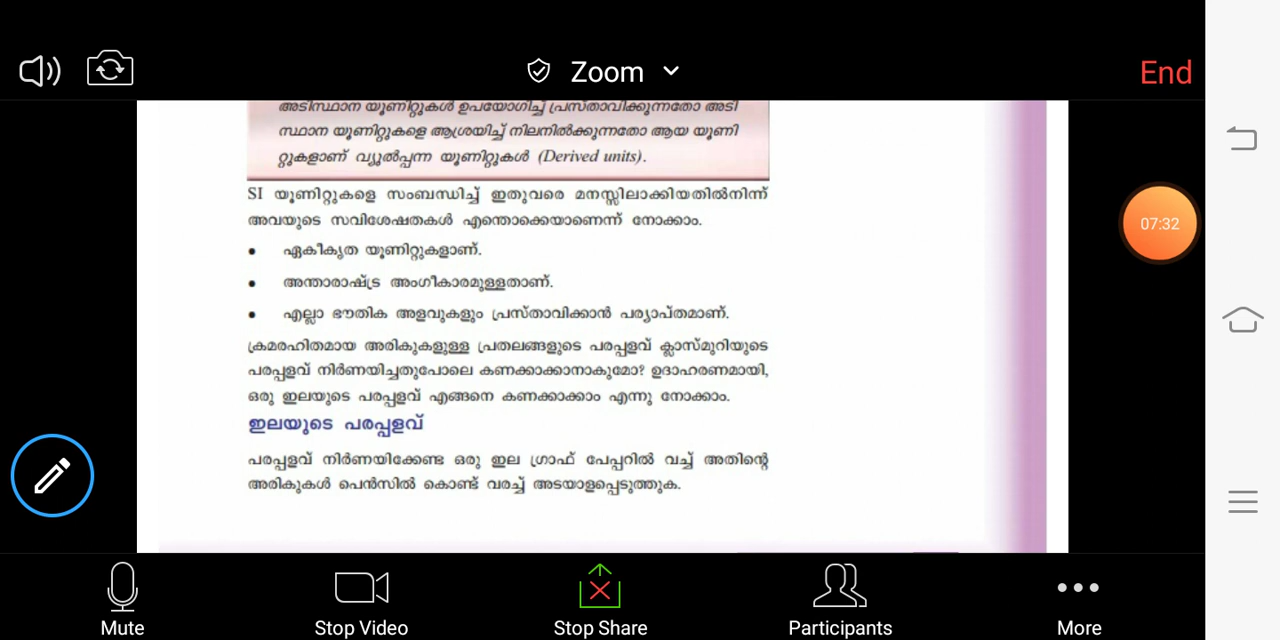 Zoom
End
അടിസ്ഥാന യൂണിറ്റുകൾ ഉപയോഗിച്ച് പ്രസ്താവിക്കുന്നതോ അടി
സ്ഥാന യൂണിറ്റുകളെ ആശ്രയിച്ച് നിലനിൽക്കുന്നതോ ആയ യൂണി
റ്റുകളാണ് വ്യുൽപ്പന്ന യൂണിറ്റുകൾ (Derived units).
SI യൂണിറ്റുകളെ സംബന്ധിച്ച് ഇതുവരെ മനസ്സിലാക്കിയതിൽനിന്ന്
അവയുടെ സവിശേഷതകൾ എന്തൊക്കെയാണെന്ന് നോക്കാം.
07:32
• ഏകീകൃത യൂണിറ്റുകളാണ്.
• അന്താരാഷ്ട്ര അംഗീകാരമുള്ളതാണ്.
• എല്ലാ ഭൗതിക അളവുകളും പ്രസ്താവിക്കാൻ പര്യാപ്തമാണ്.
ക്രമരഹിതമായ അരികുകളുള്ള പ്രതലങ്ങളുടെ പരപ്പളവ് ക്ലാസ്മുറിയുടെ
പരപ്പളവ് നിർണയിച്ചതുപോലെ കണക്കാക്കാനാകുമോ? ഉദാഹരണമായി,
ഒരു ഇലയുടെ പരപ്പളവ് എങ്ങനെ കണക്കാക്കാം എന്നു നോക്കാം.
ഇലയുടെ പരപ്പളവ്
പരപ്പളവ് നിർണയിക്കേണ്ട ഒരു ഇല ഗ്രാഫ് പേപ്പറിൽ വച്ച് അതിന്റെ
അരികുകൾ പെൻസിൽ കൊണ്ട് വരച്ച് അടയാളപ്പെടുത്തുക.
Mute
Stop Video
Stop Share
Participants
More